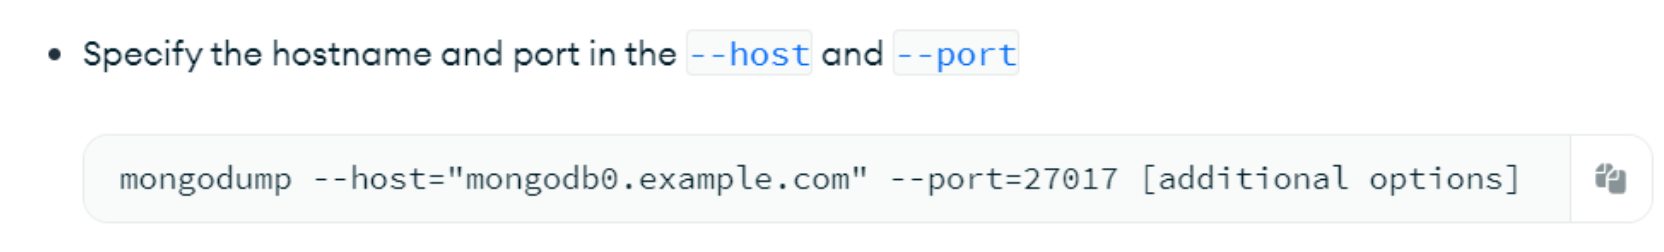 Specify the hostname and port in the --host and --port
mongodump --host="mongodb0.example.com" --port=27017 [additional options]